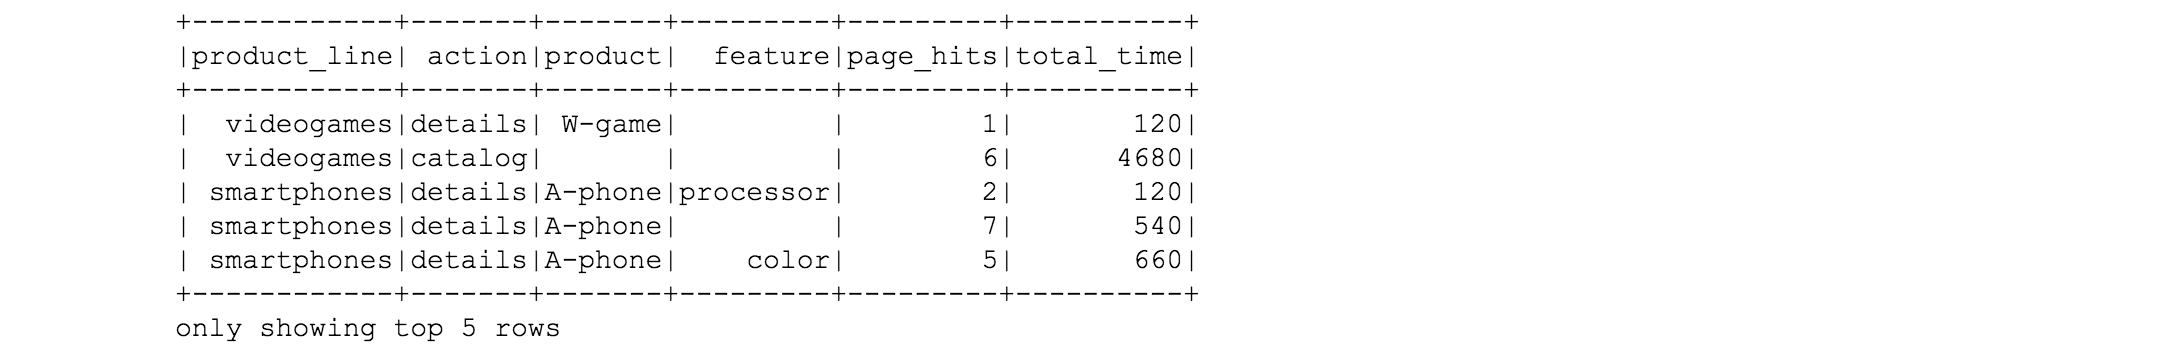 +------------+-------+-------+---------+---------+----------+
|product_line| action|product|  feature|page_hits|total_time|
+------------+-------+-------+---------+---------+----------+
|  videogames|details| W-game|         |        1|       120|
|  videogames|catalog|       |         |        6|      4680|
| smartphones|details|A-phone|processor|        2|       120|
| smartphones|details|A-phone|         |        7|       540|
| smartphones|details|A-phone|    color|        5|       660|
+------------+-------+-------+---------+---------+----------+
only showing top 5 rows